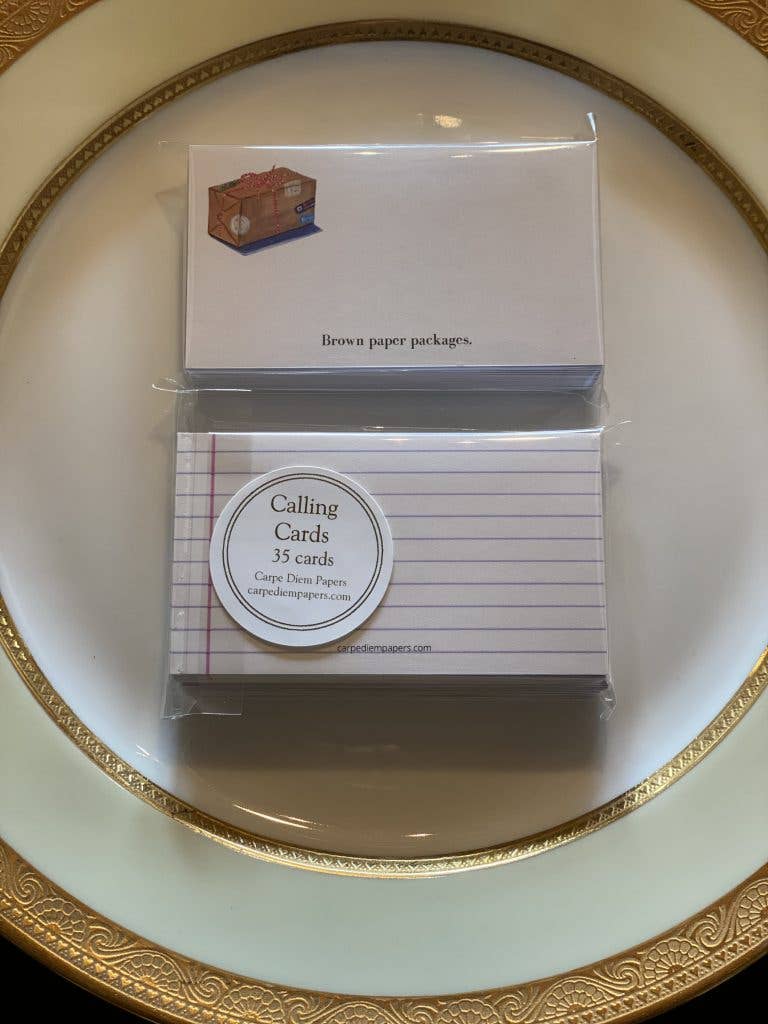 Brown paper packages.
Calling
Cards
35 cards
Carpe Diem Papers
carpediempapers.com
carpediempapers.com